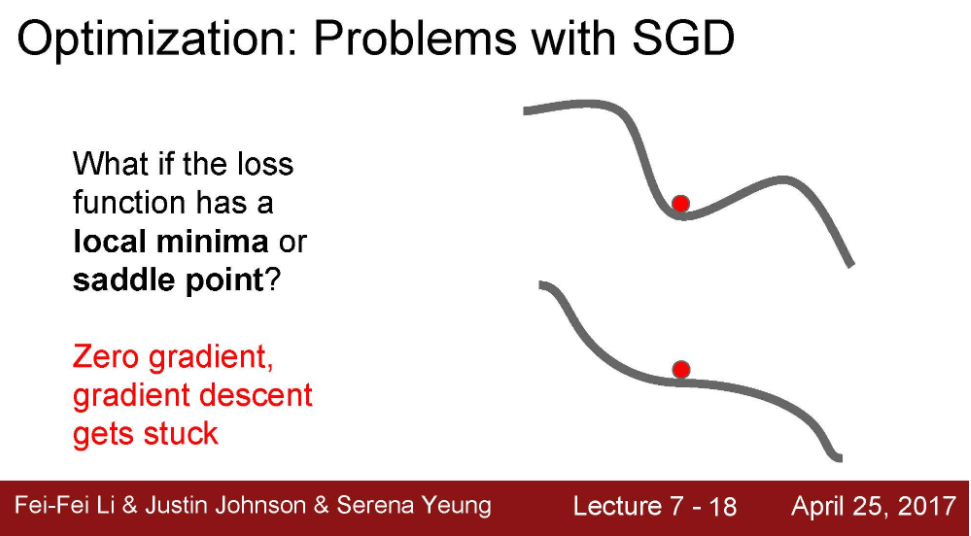 Optimization: Problems with SGD
What if the loss
function has a
local minima or
saddle point?
Zero gradient,
gradient descent
gets stuck
Fei-Fei Li & Justin Johnson & Serena Yeung Lecture 7 - 18 April 25, 2017